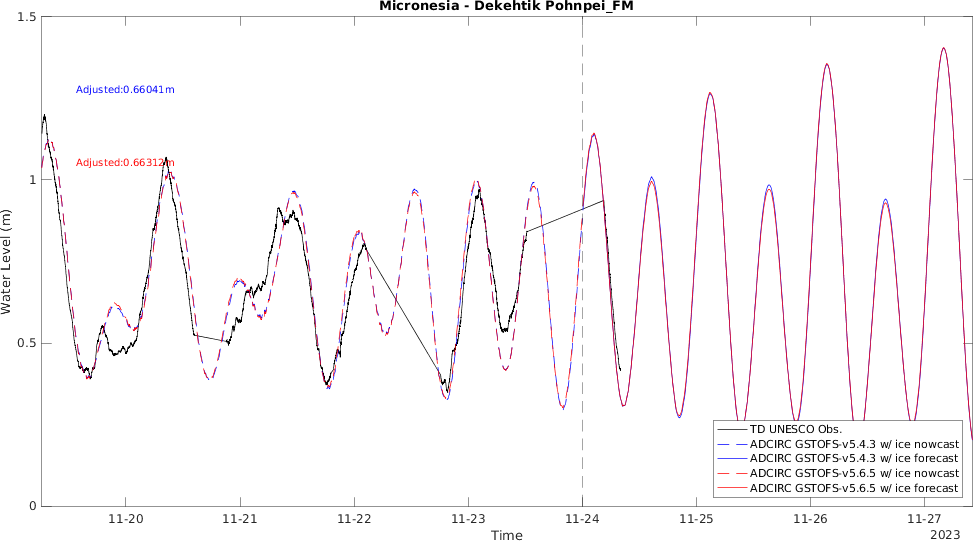 Micronesia - Dekehtik Pohnpei_FM
1.5
Adjusted:0.66041m
Adjusted:0.66312m
1
Water Level (m)
0.5
0
TD UNESCO Obs.
ADCIRC GSTOFS-v5.4.3 w/ ice nowcast
ADCIRC GSTOFS-v5.4.3 w/ ice forecast
ADCIRC GSTOFS-v5.6.5 w/ ice nowcast
ADCIRC GSTOFS-v5.6.5 w/ ice forecast
11-20 11-21 11-22 11-23 11-24 11-25 11-26 11-27
Time
2023